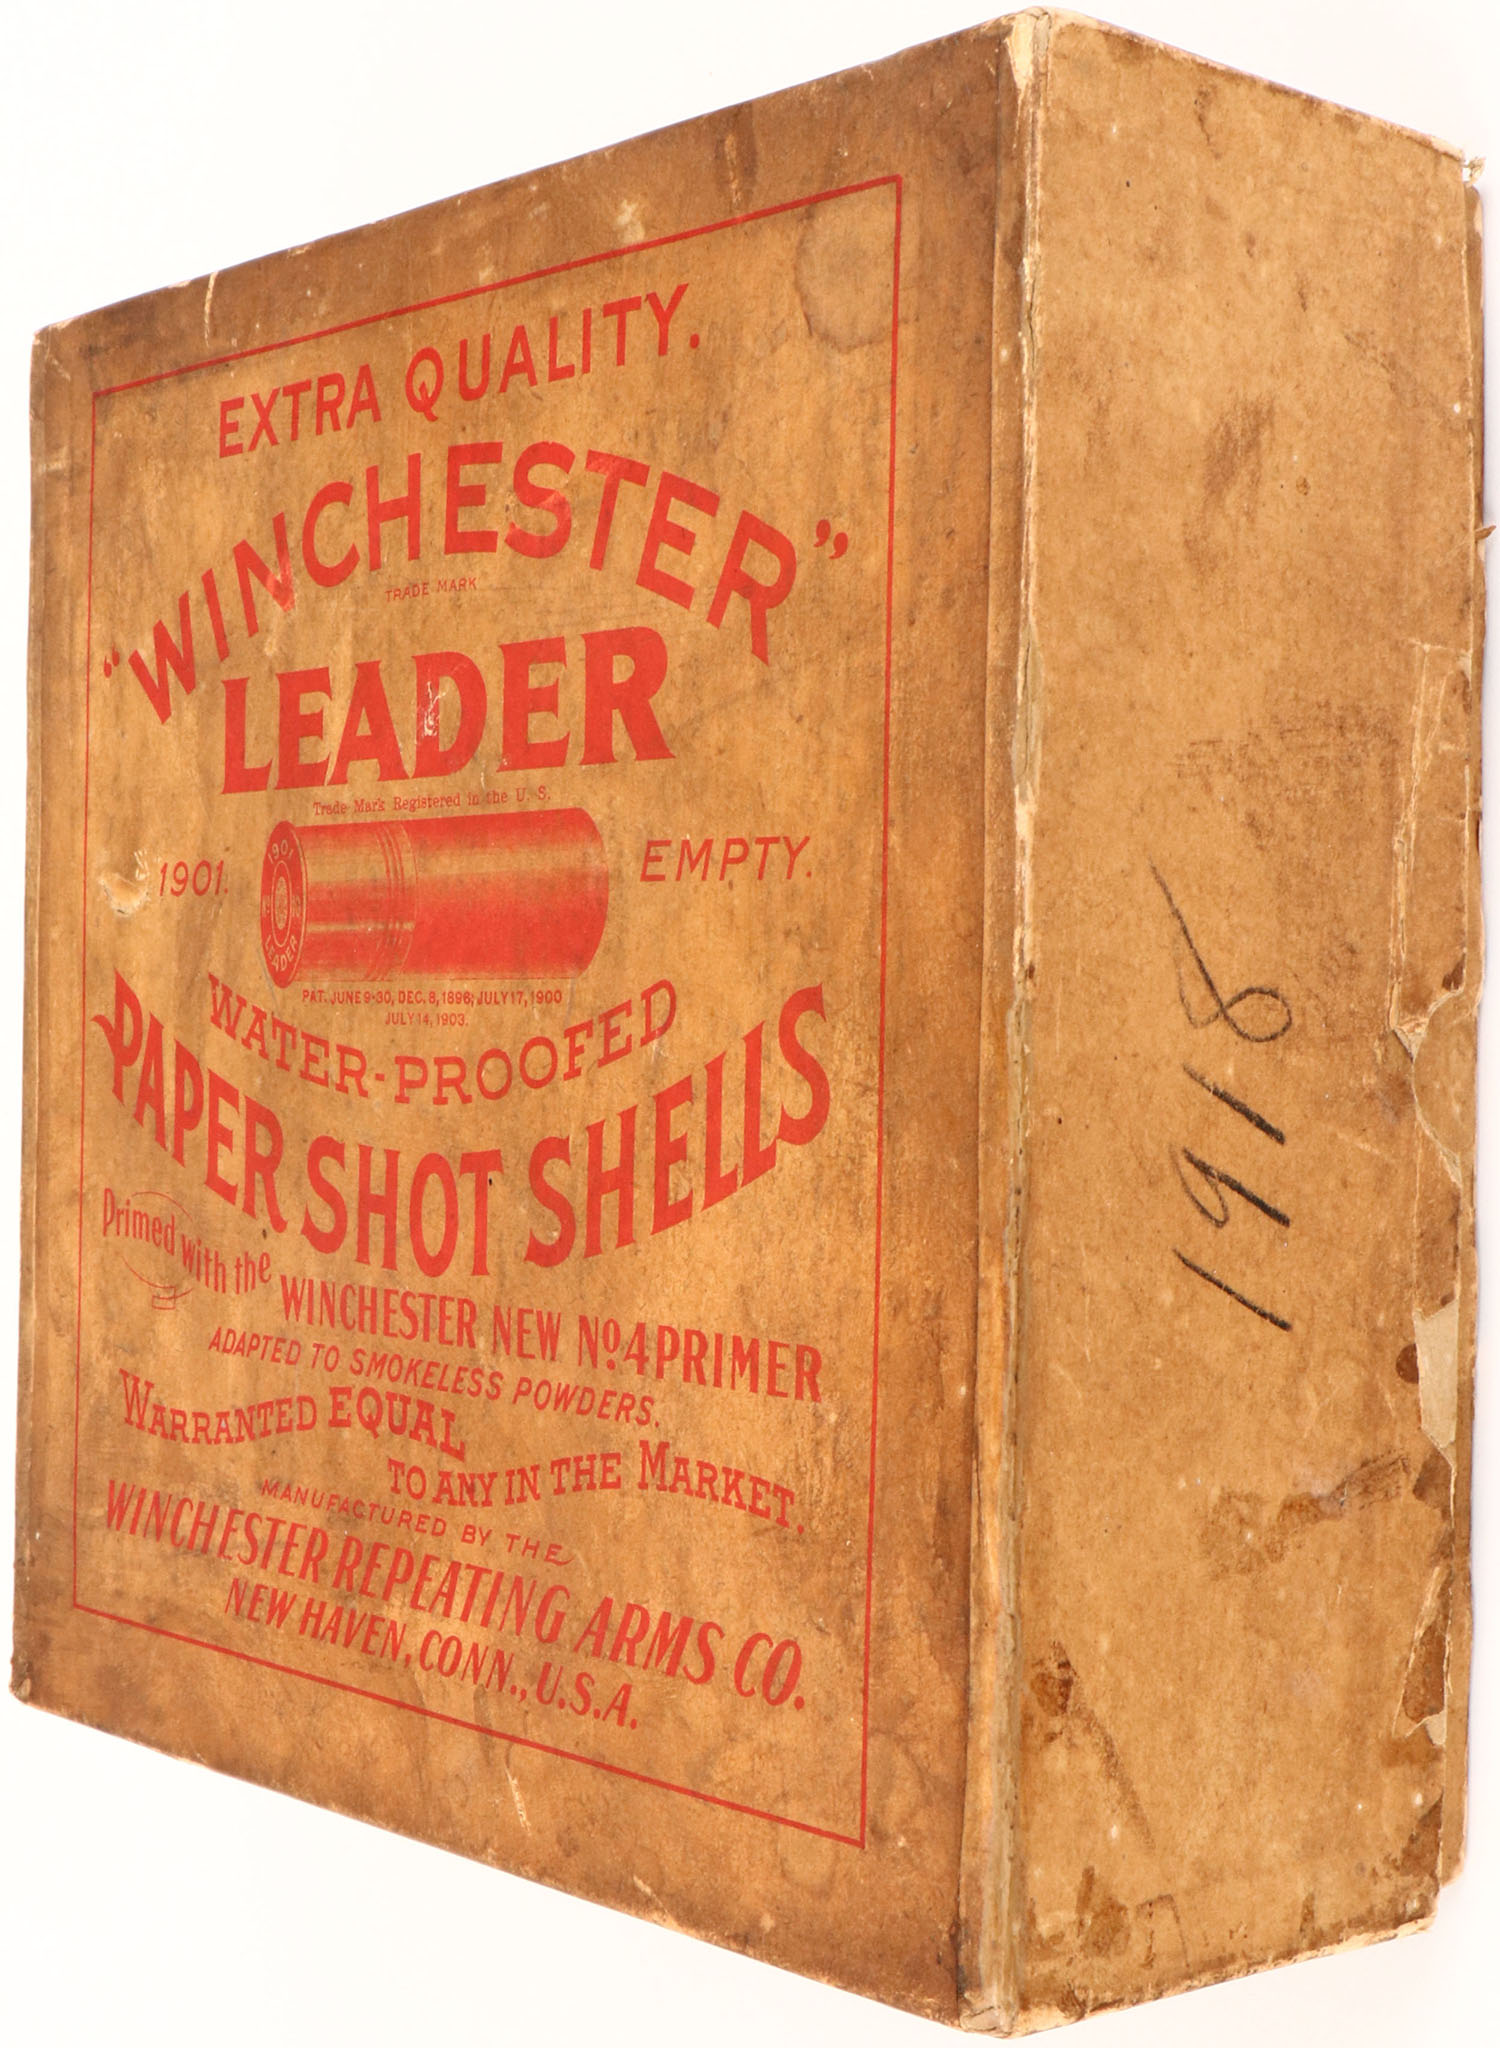 EXTRA QUALITY.
"WINCHESTER"
TRADE MARK
LEADER
Trade Mark Registered in the U. S.
1901.
1901
LEADER
EMPTY.
PAT. JUNE 9-30, DEC. 8, 1896; JULY 17, 1900
JULY 14, 1903.
WATER-PROOFED
PAPER SHOT SHELLS
Primed with the
WINCHESTER NEW No. 4 PRIMER
ADAPTED TO SMOKELESS POWDERS.
WARRANTED EQUAL
TO ANY IN THE MARKET.
MANUFACTURED BY THE
WINCHESTER REPEATING ARMS CO.
NEW HAVEN, CONN., U.S.A.
1918